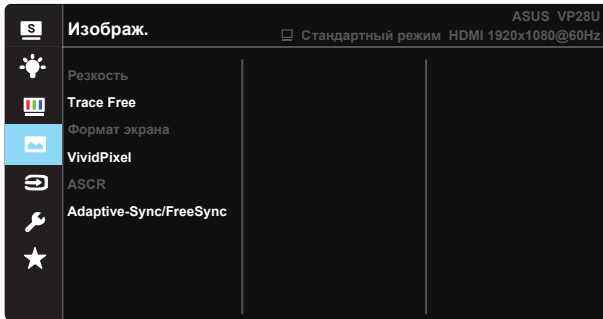 S
Изображ.
ASUS VP28U
Стандартный режим HDMI 1920x1080@60Hz
Резкость
Trace Free
Формат экрана
VividPixel
ASCR
Adaptive-Sync/FreeSync